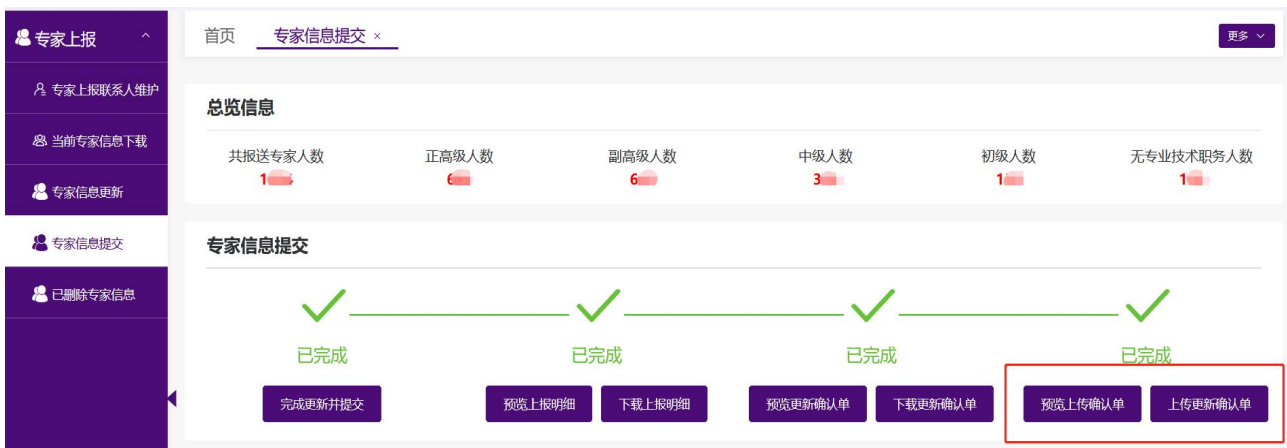 专家上报
专家上报联系人维护
当前专家信息下载
专家信息更新
专家信息提交
已删除专家信息
首页 专家信息提交 × 更多
总览信息
共报送专家人数 正高级人数 副高级人数 中级人数 初级人数 无专业技术职务人数
专家信息提交
已完成 已完成 已完成 已完成
完成更新并提交 预览上报明细 下载上报明细 预览更新确认单 下载更新确认单 预览上传确认单 上传更新确认单